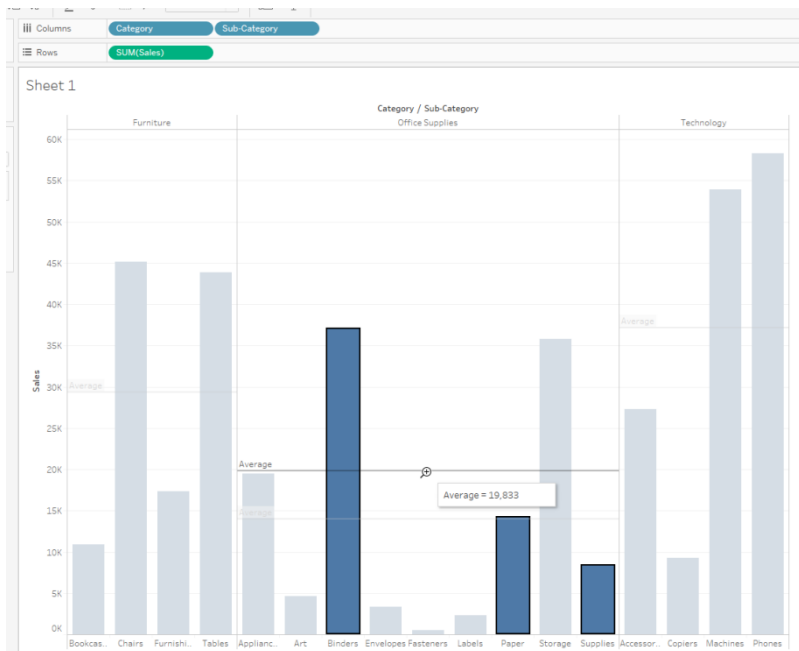 Columns
Category
Sub-Category
Rows
SUM(Sales)
Sheet 1
Category / Sub-Category
Furniture
Office Supplies
Technology
60K
55K
50K
45K
40K
35K
30K
25K
20K
15K
10K
5K
0K
Sales
Average
Average
Average
Average
Average = 19,833
Bookcas.. Chairs Furnishi.. Tables Applianc.. Art Binders Envelopes Fasteners Labels Paper Storage Supplies Accessor.. Copiers Machines Phones